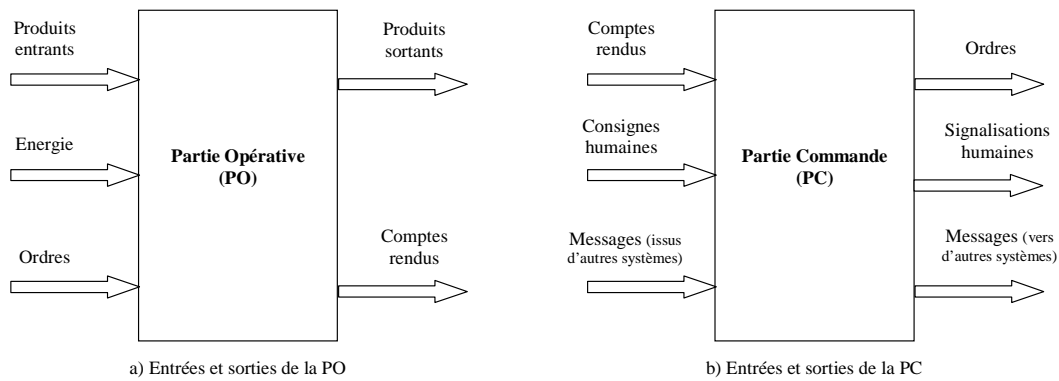 Produits
entrants
Energie
Ordres
Partie Opérative
(PO)
Produits
sortants
Comptes
rendus
a) Entrées et sorties de la PO
Comptes
rendus
Consignes
humaines
Messages (issus
d'autres systèmes)
Partie Commande
(PC)
Ordres
Signalisations
humaines
Messages (vers
d'autres systèmes)
b) Entrées et sorties de la PC